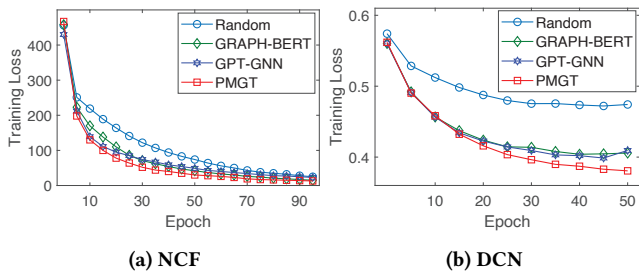 Training Loss
400
300
200
100
0
10
30
50
70
90
Epoch
Random
GRAPH-BERT
GPT-GNN
PMGT
(a) NCF
Training Loss
0.6
0.5
0.4
10
20
30
40
50
Epoch
Random
GRAPH-BERT
GPT-GNN
PMGT
(b) DCN